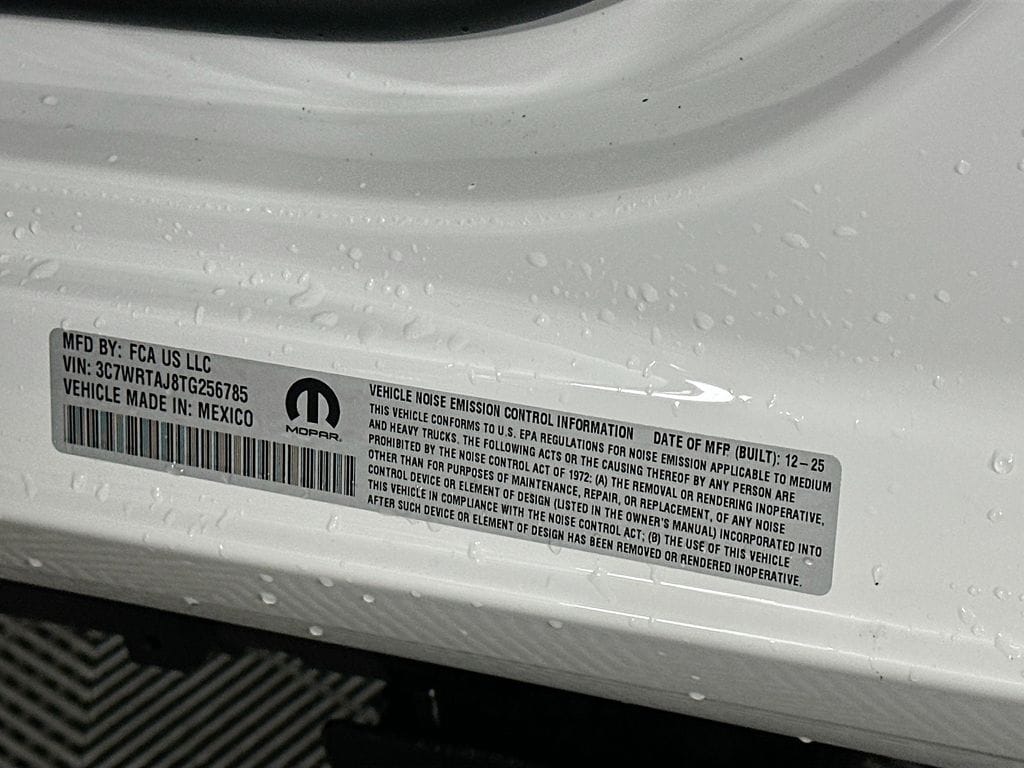 MFD BY: FCA US LLC
VIN: 3C7WRTAJ8TG256785
VEHICLE MADE IN: MEXICO
MOPAR
VEHICLE NOISE EMISSION CONTROL INFORMATION DATE OF MFR (BUILT): 12-25
THIS VEHICLE CONFORMS TO U.S. EPA REGULATIONS FOR NOISE EMISSION APPLICABLE TO MEDIUM
AND HEAVY TRUCKS. THE FOLLOWING ACTS OR THE CAUSING THEREOF BY ANY PERSON ARE
PROHIBITED BY THE NOISE CONTROL ACT OF 1972: (A) THE REMOVAL OR RENDERING INOPERATIVE,
OTHER THAN FOR PURPOSES OF MAINTENANCE, REPAIR, OR REPLACEMENT, OF ANY NOISE
CONTROL DEVICE OR ELEMENT OF DESIGN (LISTED IN THE OWNER'S MANUAL) INCORPORATED INTO
THIS VEHICLE IN COMPLIANCE WITH THE NOISE CONTROL ACT; (B) THE USE OF THIS VEHICLE
AFTER SUCH DEVICE OR ELEMENT OF DESIGN HAS BEEN REMOVED OR RENDERED INOPERATIVE.